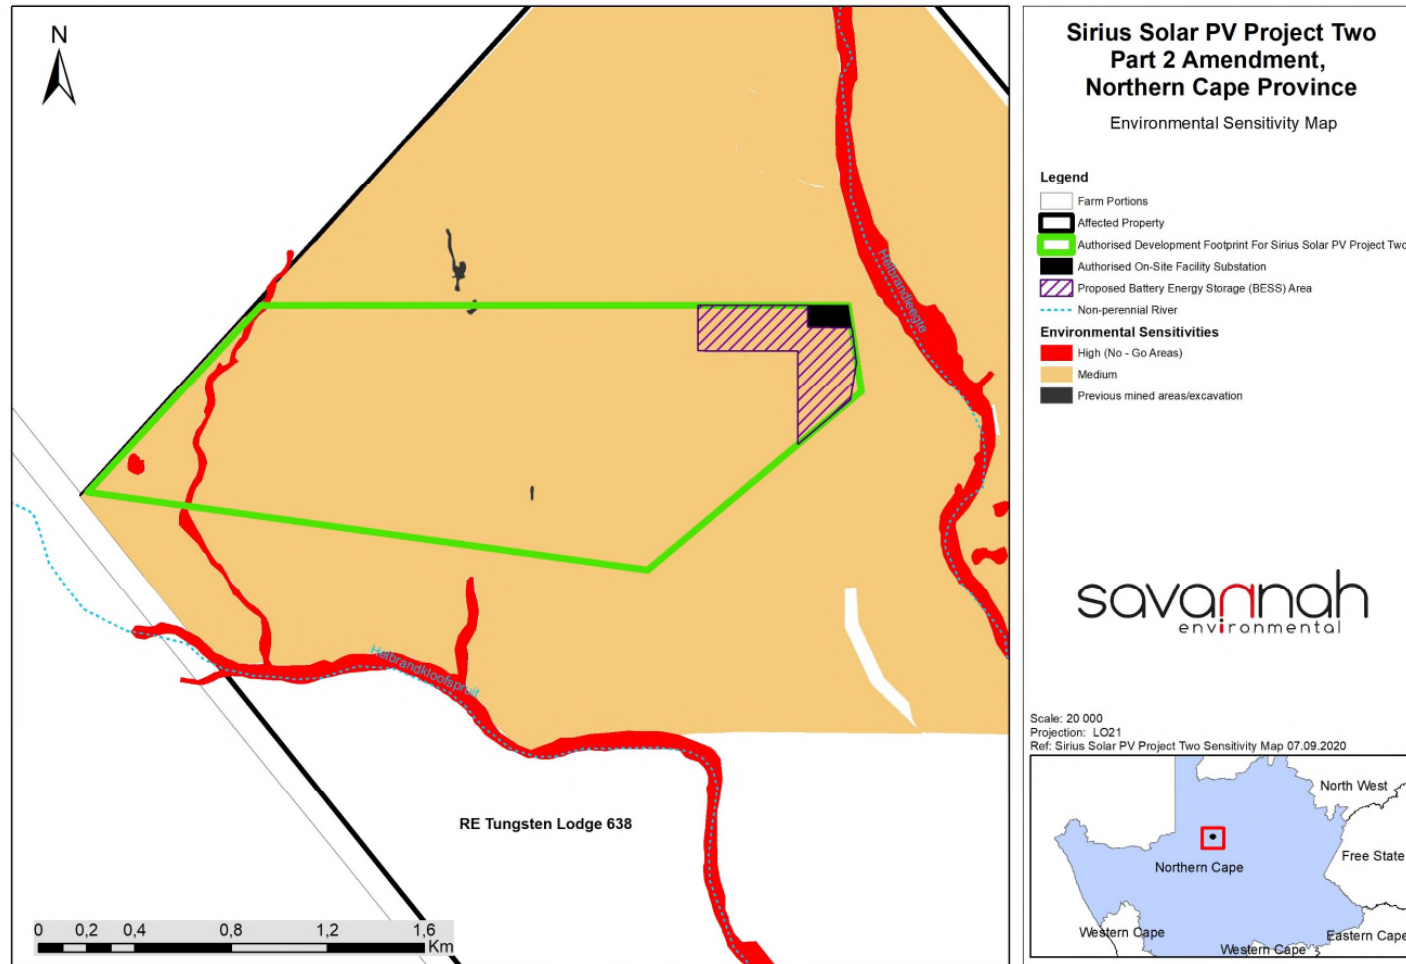 N
Helbrandleegte
Helbrandkloofspruit
RE Tungsten Lodge 638
0 0,2 0,4 0,8 1,2 1,6
Km
Sirius Solar PV Project Two
Part 2 Amendment,
Northern Cape Province
Environmental Sensitivity Map
Legend
Farm Portions
Affected Property
Authorised Development Footprint For Sirius Solar PV Project Two
Authorised On-Site Facility Substation
Proposed Battery Energy Storage (BESS) Area
Non-perennial River
Environmental Sensitivities
High (No - Go Areas)
Medium
Previous mined areas/excavation
savannah
environmental
Scale: 20 000
Projection: LO21
Ref: Sirius Solar PV Project Two Sensitivity Map 07.09.2020
North West
Free State
Northern Cape
Western Cape
Western Cape
Eastern Cape